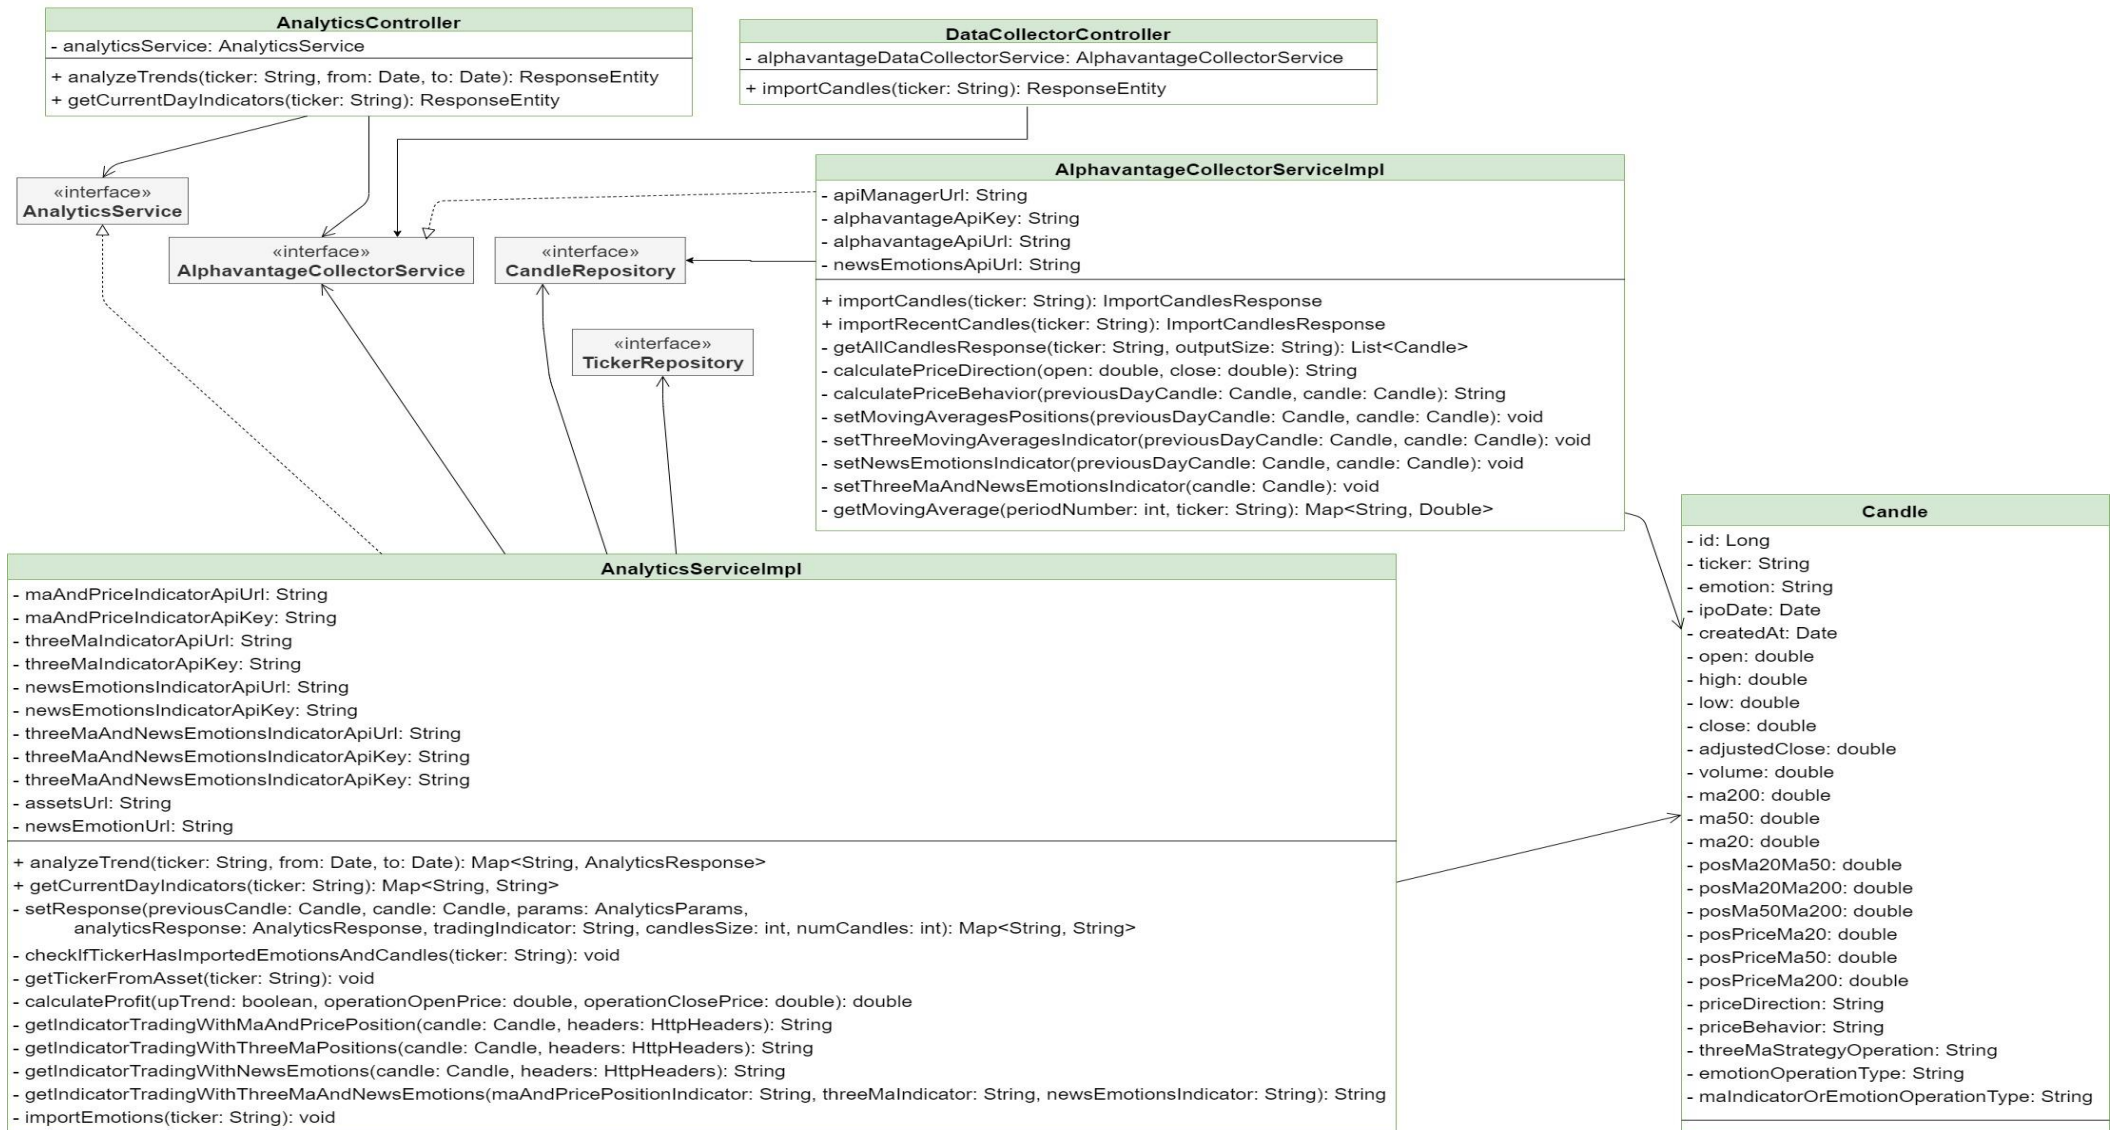 AnalyticsController
- analyticsService: AnalyticsService
+ analyzeTrends(ticker: String, from: Date, to: Date): ResponseEntity
+ getCurrentDayIndicators(ticker: String): ResponseEntity
DataCollectorController
- alphavantageDataCollectorService: AlphavantageCollectorService
+ importCandles(ticker: String): ResponseEntity
«interface»
AnalyticsService
«interface»
AlphavantageCollectorService
«interface»
CandleRepository
«interface»
TickerRepository
AlphavantageCollectorServiceImpl
- apiManagerUrl: String
- alphavantageApiKey: String
- alphavantageApiUrl: String
- newsEmotionsApiUrl: String
+ importCandles(ticker: String): ImportCandlesResponse
+ importRecentCandles(ticker: String): ImportCandlesResponse
- getAllCandlesResponse(ticker: String, outputSize: String): List<Candle>
- calculatePriceDirection(open: double, close: double): String
- calculatePriceBehavior(previousDayCandle: Candle, candle: Candle): String
- setMovingAveragesPositions(previousDayCandle: Candle, candle: Candle): void
- setThreeMovingAveragesIndicator(previousDayCandle: Candle, candle: Candle): void
- setNewsEmotionsIndicator(previousDayCandle: Candle, candle: Candle): void
- setThreeMaAndNewsEmotionsIndicator(candle: Candle): void
- getMovingAverage(periodNumber: int, ticker: String): Map<String, Double>
AnalyticsServiceImpl
- maAndPriceIndicatorApiUrl: String
- maAndPriceIndicatorApiKey: String
- threeMaIndicatorApiUrl: String
- threeMaIndicatorApiKey: String
- newsEmotionsIndicatorApiUrl: String
- newsEmotionsIndicatorApiKey: String
- threeMaAndNewsEmotionsIndicatorApiUrl: String
- threeMaAndNewsEmotionsIndicatorApiKey: String
- threeMaAndNewsEmotionsIndicatorApiKey: String
- assetsUrl: String
- newsEmotionUrl: String
+ analyzeTrend(ticker: String, from: Date, to: Date): Map<String, AnalyticsResponse>
+ getCurrentDayIndicators(ticker: String): Map<String, String>
- setResponse(previousCandle: Candle, candle: Candle, params: AnalyticsParams,
analyticsResponse: AnalyticsResponse, tradingIndicator: String, candlesSize: int, numCandles: int): Map<String, String>
- checkIfTickerHasImportedEmotionsAndCandles(ticker: String): void
- getTickerFromAsset(ticker: String): void
- calculateProfit(upTrend: boolean, operationOpenPrice: double, operationClosePrice: double): double
- getIndicatorTradingWithMaAndPricePosition(candle: Candle, headers: HttpHeaders): String
- getIndicatorTradingWithThreeMaPositions(candle: Candle, headers: HttpHeaders): String
- getIndicatorTradingWithNewsEmotions(candle: Candle, headers: HttpHeaders): String
- getIndicatorTradingWithThreeMaAndNewsEmotions(maAndPricePositionIndicator: String, threeMaIndicator: String, newsEmotionsIndicator: String): String
- importEmotions(ticker: String): void
Candle
- id: Long
- ticker: String
- emotion: String
- ipoDate: Date
- createdAt: Date
- open: double
- high: double
- low: double
- close: double
- adjustedClose: double
- volume: double
- ma200: double
- ma50: double
- ma20: double
- posMa20Ma50: double
- posMa20Ma200: double
- posMa50Ma200: double
- posPriceMa20: double
- posPriceMa50: double
- posPriceMa200: double
- priceDirection: String
- priceBehavior: String
- threeMaStrategyOperation: String
- emotionOperationType: String
- maIndicatorOrEmotionOperationType: String